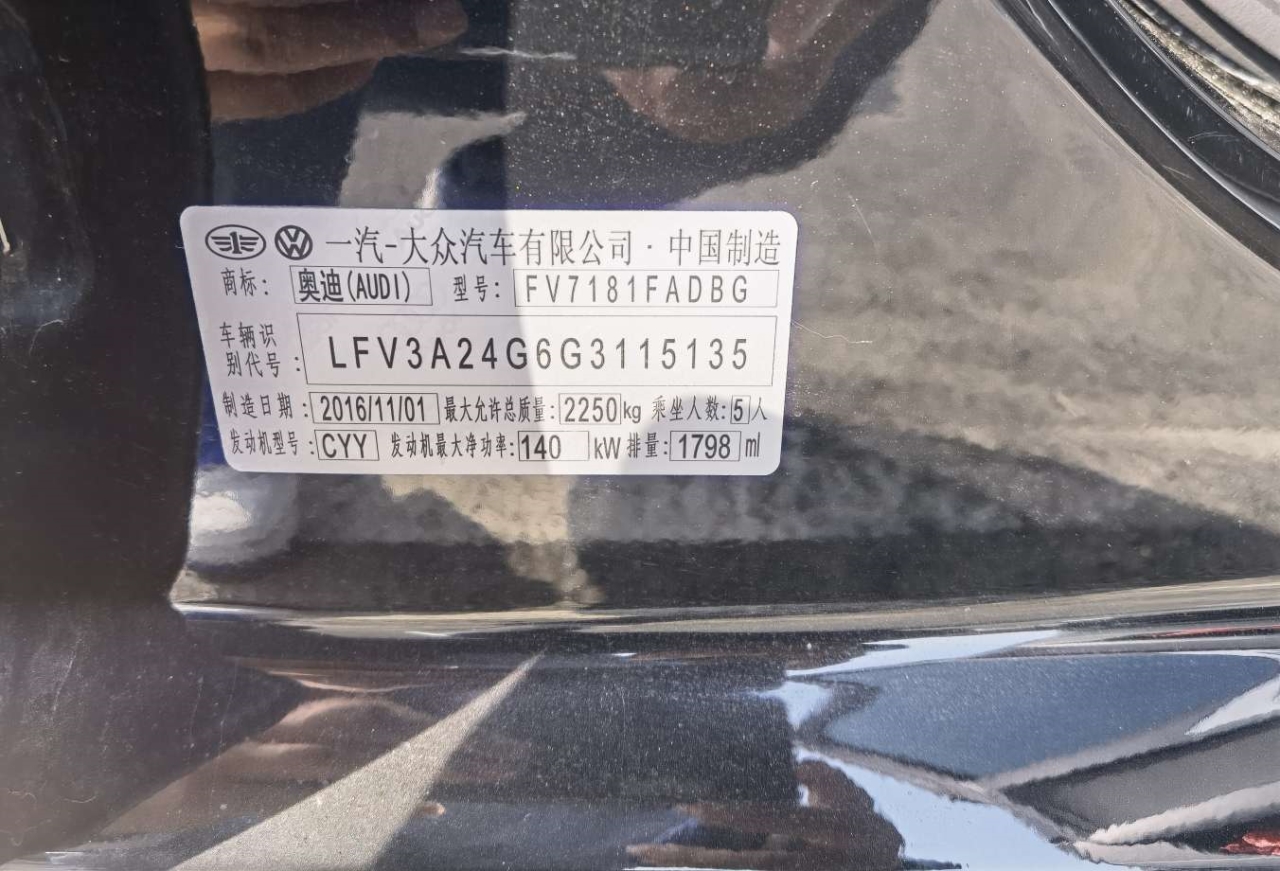 一汽-大众汽车有限公司·中国制造
商标: 奥迪(AUDI) 型号: FV7181FADBG
车辆识
别代号: LFV3A24G6G3115135
制造日期: 2016/11/01 最大允许总质量: 2250kg 乘坐人数: 5人
发动机型号: CYY 发动机最大净功率: 140 kW 排量: 1798 ml